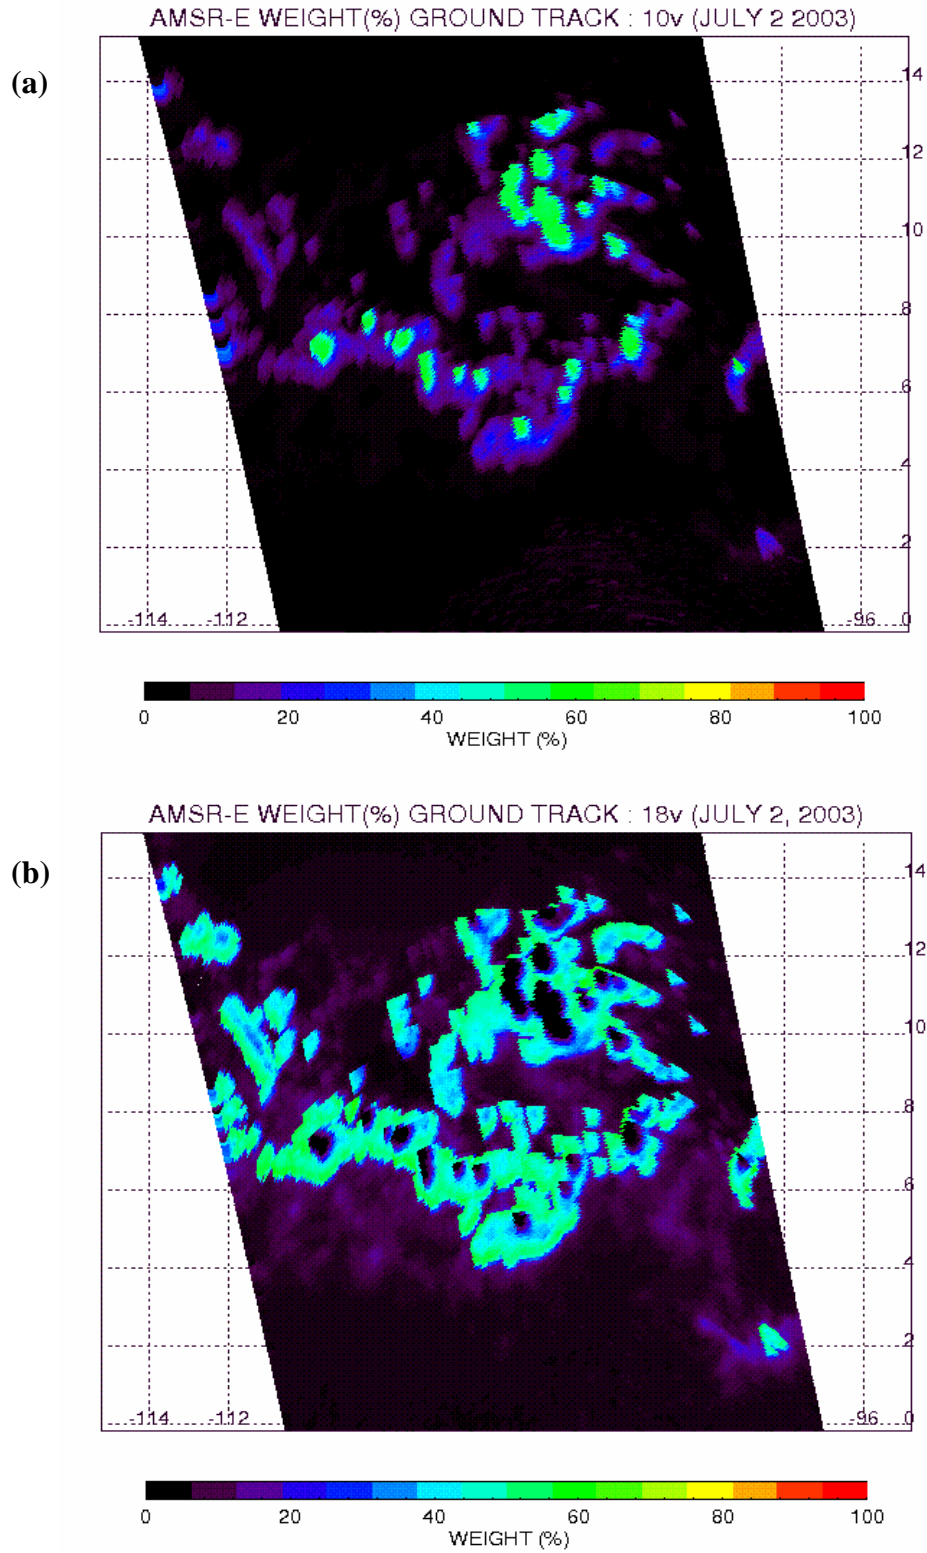 AMSR-E WEIGHT(%) GROUND TRACK : 10v (JULY 2 2003)
(a)
14
12
10
8
6
4
2
-114 -112 -96 0
0 20 40 60 80 100
WEIGHT (%)
AMSR-E WEIGHT(%) GROUND TRACK : 18v (JULY 2, 2003)
(b)
14
12
10
8
6
4
2
-114 -112 -96 0
0 20 40 60 80 100
WEIGHT (%)